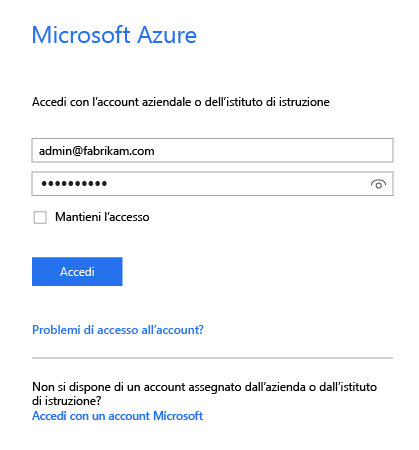 Microsoft Azure
Accedi con l'account aziendale o dell'istituto di istruzione
admin@fabrikam.com
••••••••••
Mantieni l'accesso
Accedi
Problemi di accesso all'account?
Non si dispone di un account assegnato dall'azienda o dall'istituto
di istruzione?
Accedi con un account Microsoft